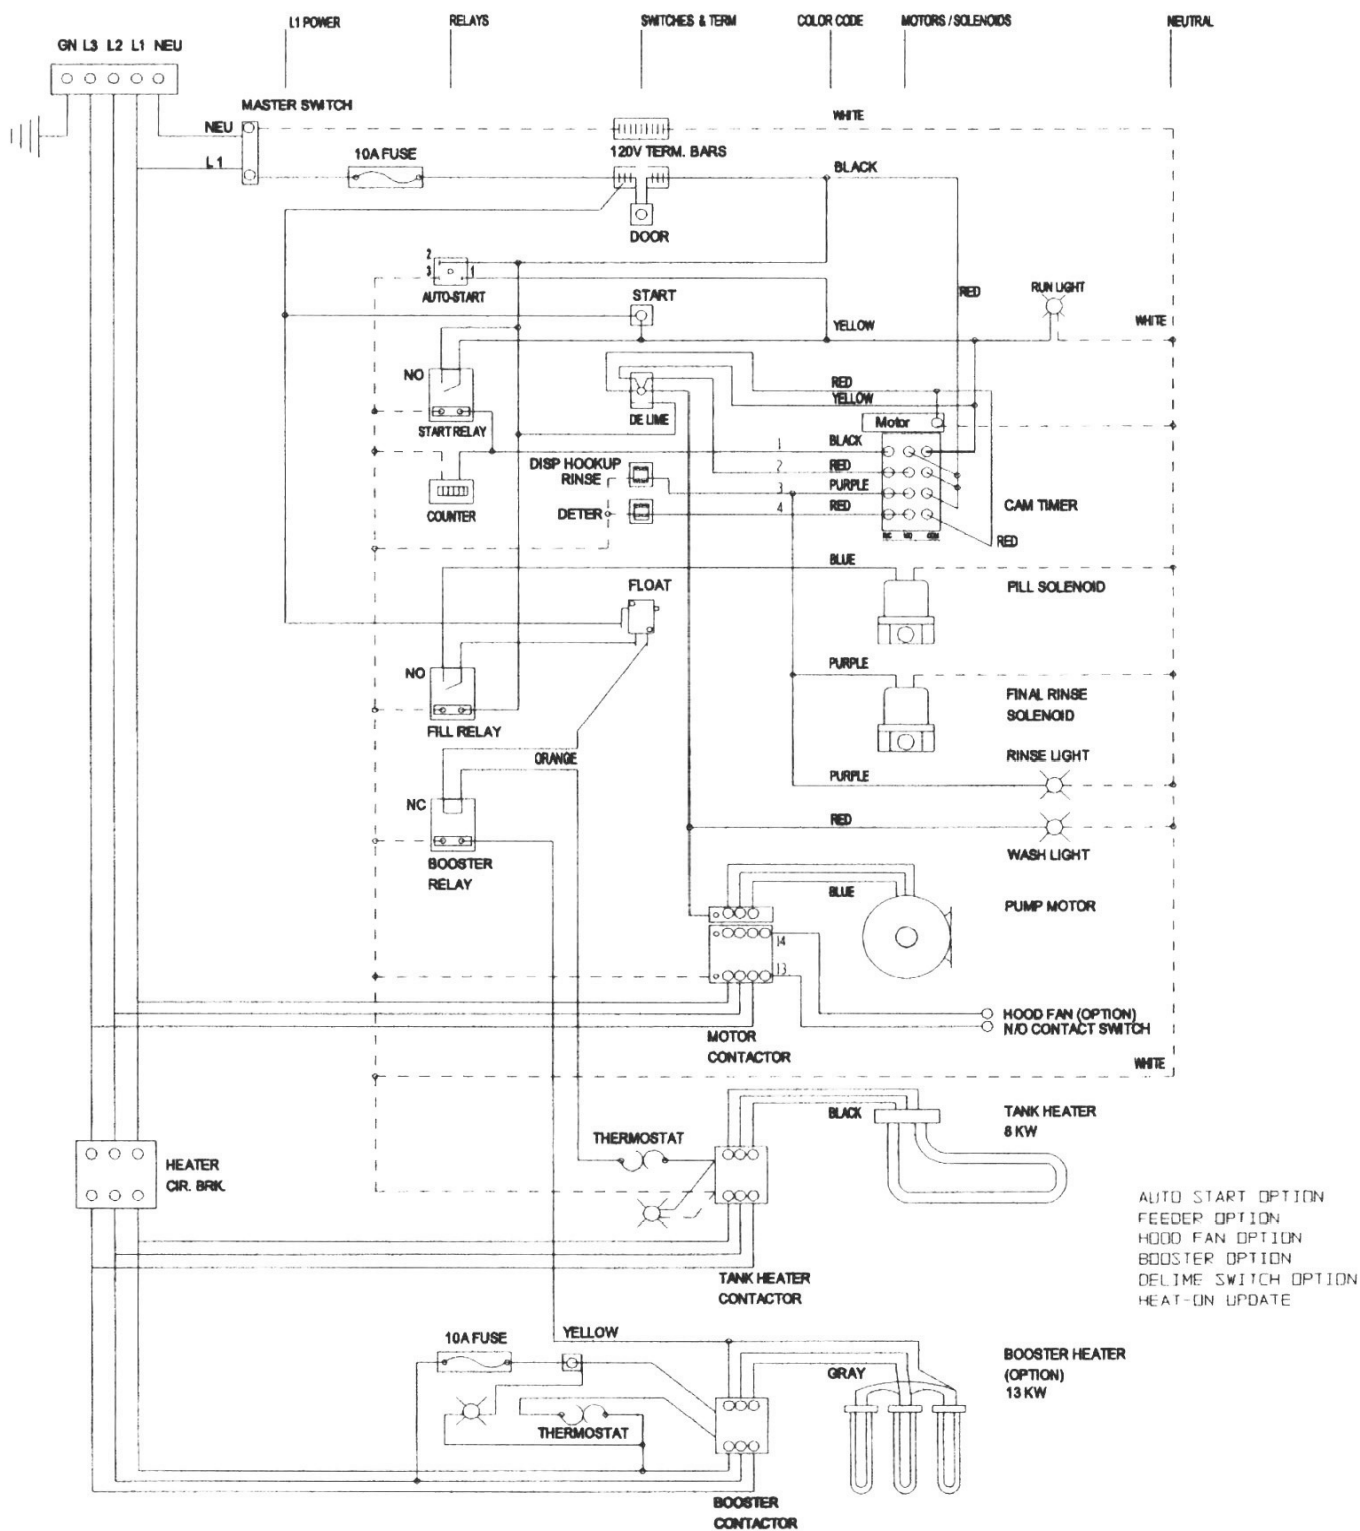 L1 POWER
RELAYS
SWITCHES & TERM
COLOR CODE
MOTORS / SOLENOIDS
NEUTRAL
GN L3 L2 L1 NEU
MASTER SWITCH
NEU
WHITE
L1
10A FUSE
120V TERM. BARS
BLACK
DOOR
2
3
1
AUTO-START
START
RED
RUN LIGHT
YELLOW
WHITE
NO
START RELAY
DE LIME
RED
YELLOW
Motor
1
BLACK
DISP HOOKUP
RINSE
2
RED
3
PURPLE
DETER
4
RED
CAM TIMER
COUNTER
NC NO COM
RED
BLUE
FILL SOLENOID
FLOAT
NO
FILL RELAY
PURPLE
FINAL RINSE
SOLENOID
ORANGE
RINSE LIGHT
PURPLE
NC
BOOSTER
RELAY
RED
WASH LIGHT
BLUE
PUMP MOTOR
14
13
HOOD FAN (OPTION)
N/O CONTACT SWITCH
MOTOR
CONTACTOR
WHITE
BLACK
TANK HEATER
8 KW
THERMOSTAT
HEATER
CIR. BRK.
TANK HEATER
CONTACTOR
AUTO START OPTION
FEEDER OPTION
HOOD FAN OPTION
BOOSTER OPTION
DELIME SWITCH OPTION
HEAT-ON UPDATE
10A FUSE
YELLOW
GRAY
BOOSTER HEATER
(OPTION)
13 KW
THERMOSTAT
BOOSTER
CONTACTOR